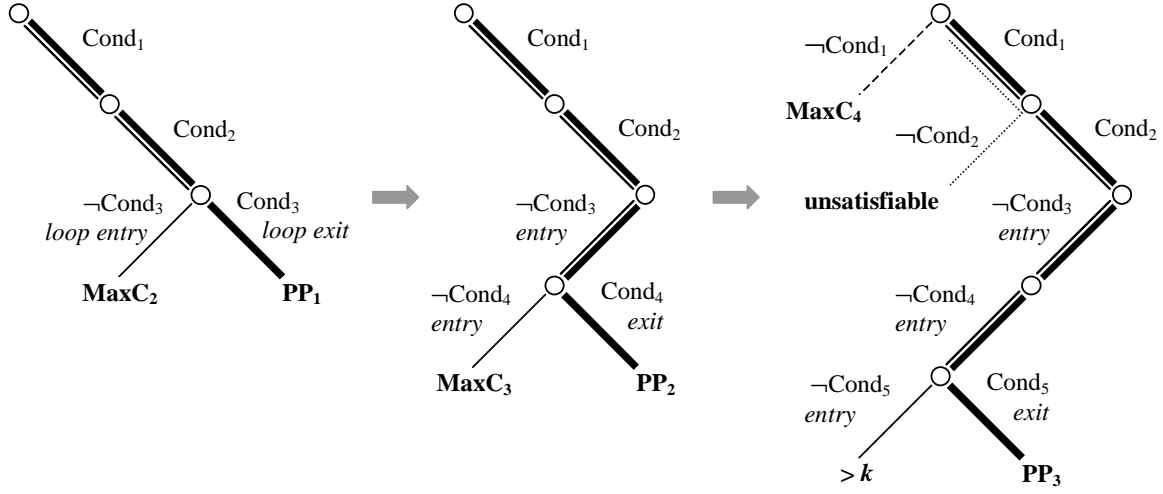 Cond₁
Cond₂
¬Cond₃
loop entry
Cond₃
loop exit
MaxC₂
PP₁
Cond₁
Cond₂
¬Cond₃
entry
¬Cond₄
entry
Cond₄
exit
MaxC₃
PP₂
¬Cond₁
Cond₁
MaxC₄
¬Cond₂
Cond₂
unsatisfiable
¬Cond₃
entry
¬Cond₄
entry
¬Cond₅
entry
Cond₅
exit
> k
PP₃